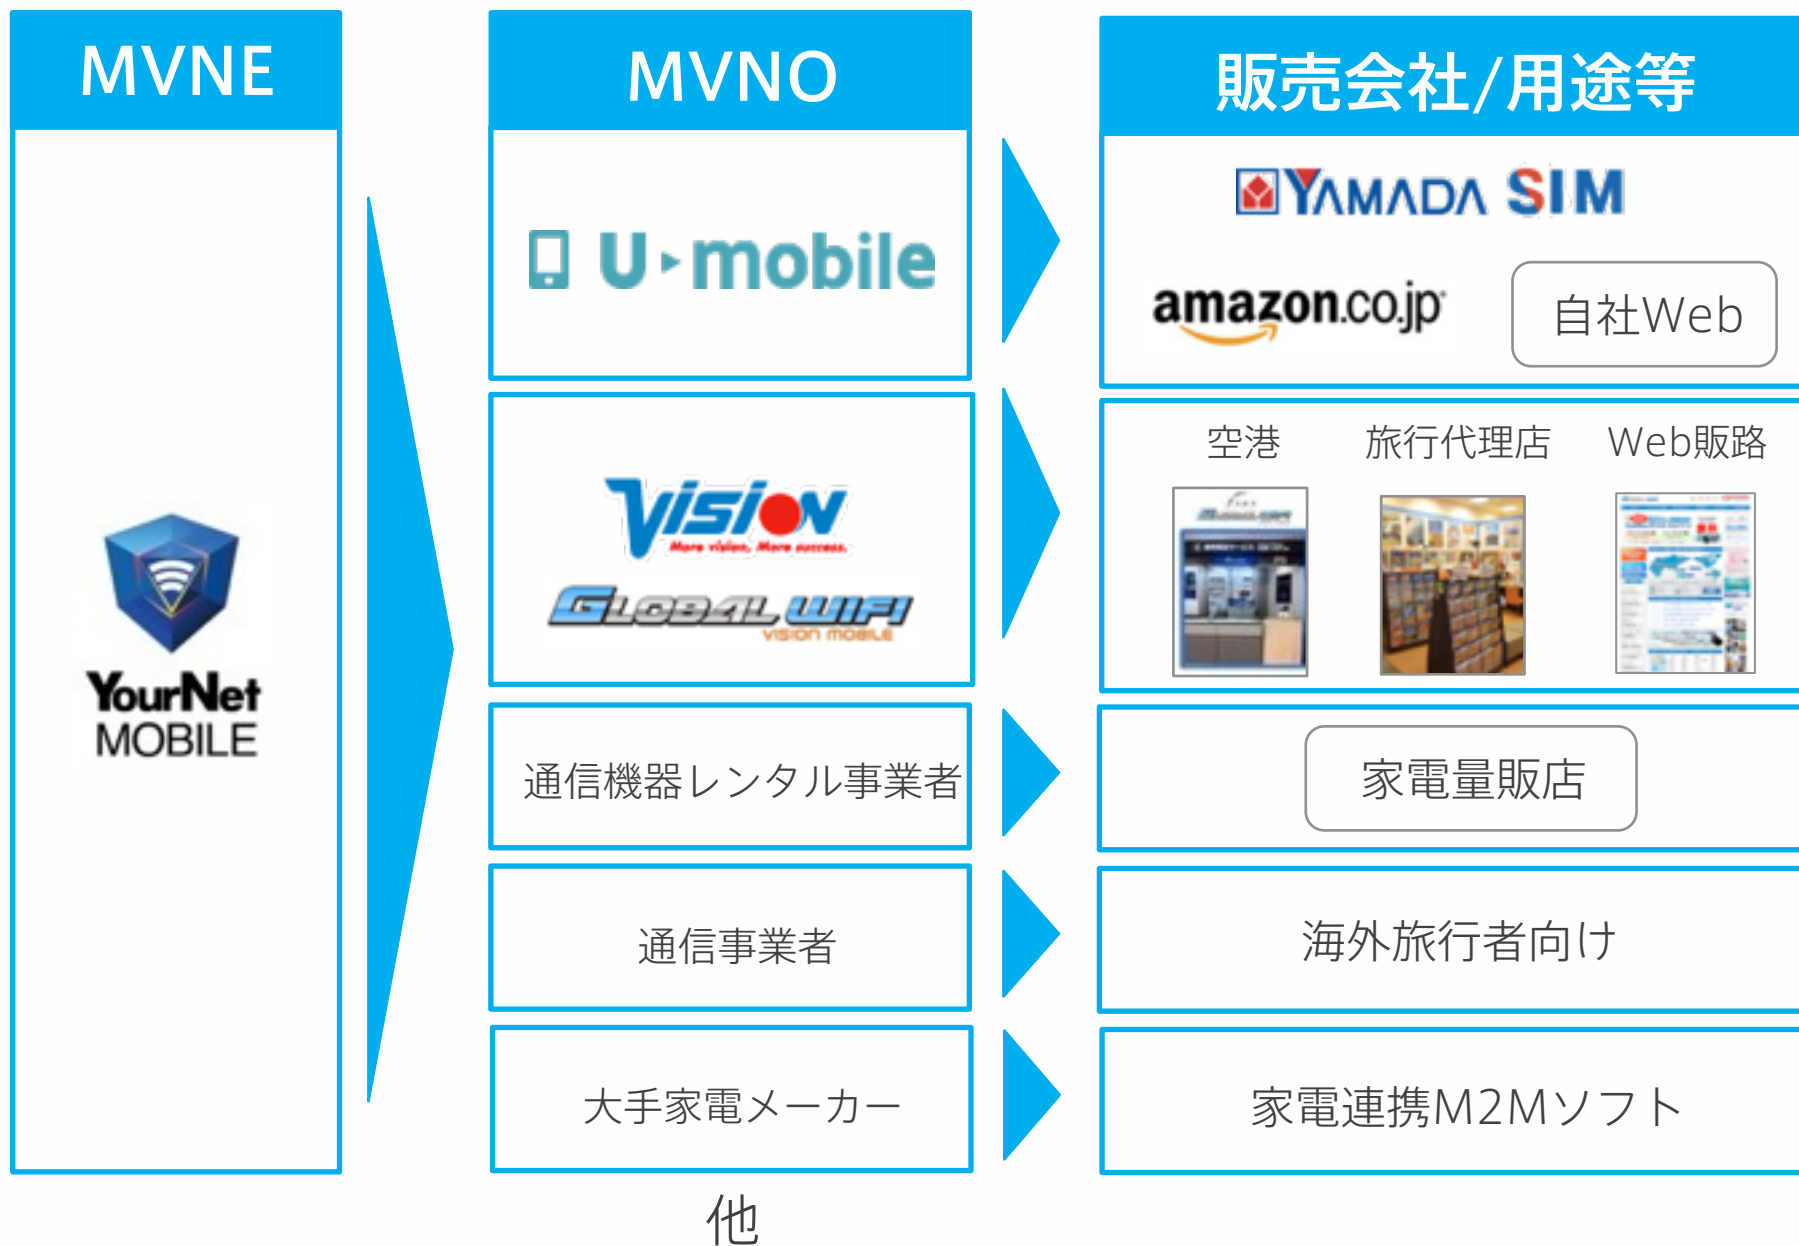 MVNE
MVNO
販売会社/用途等
YourNet
MOBILE
U-mobile
YAMADA SIM
amazon.co.jp
自社Web
VISION
More vision, More success.
GLOBAL WIFI
VISION MOBILE
空港
旅行代理店
Web販路
GLOBAL WIFI
通信機器レンタル事業者
家電量販店
通信事業者
海外旅行者向け
大手家電メーカー
家電連携M2Mソフト
他